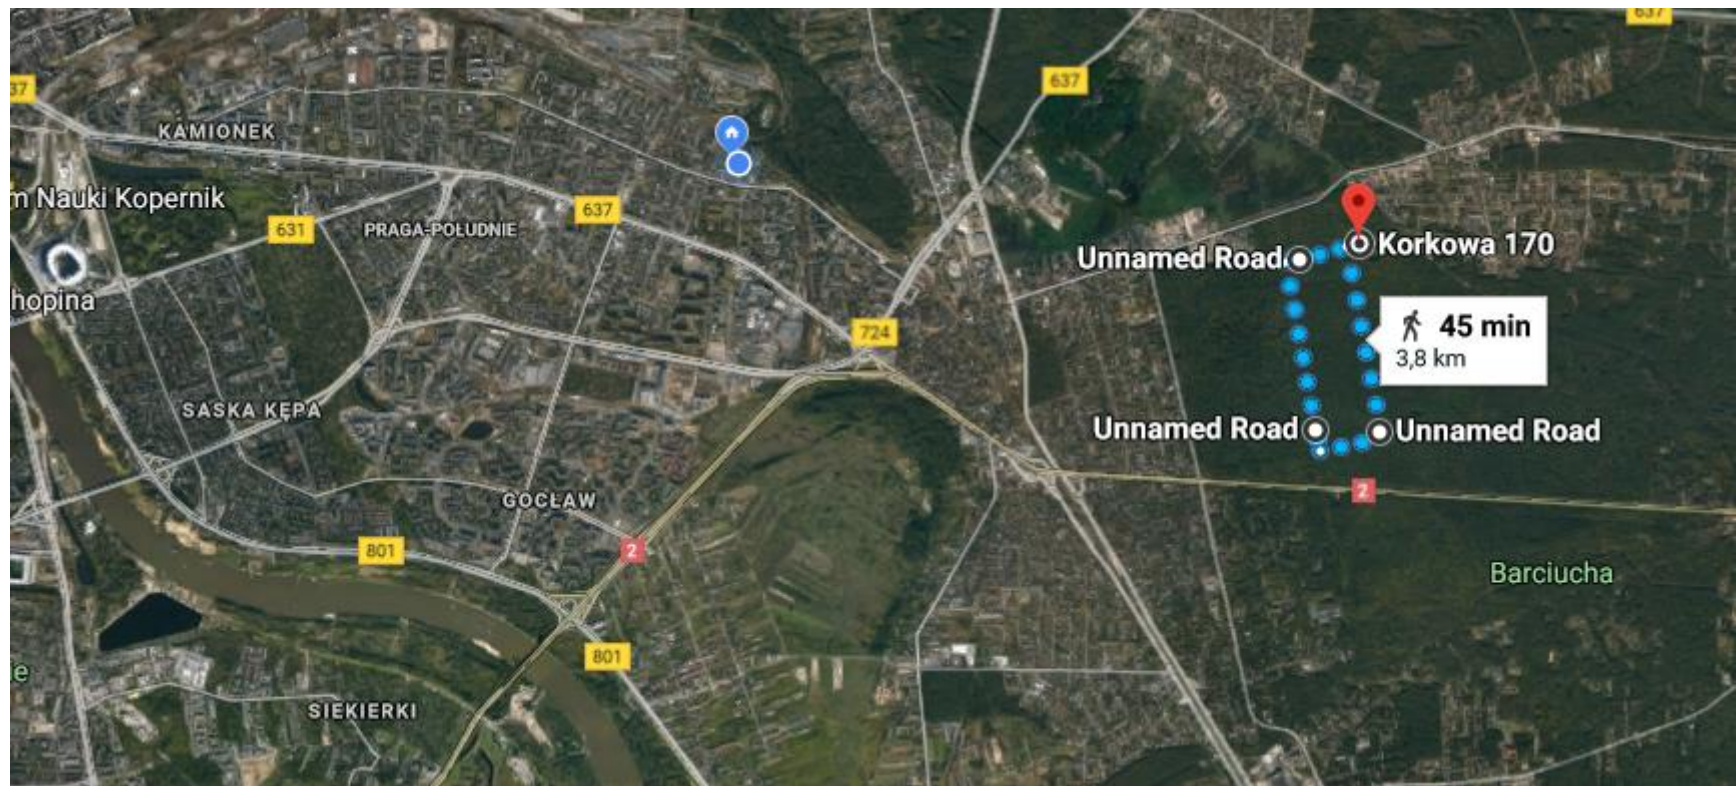 637
37
637
KAMIONEK
m Nauki Kopernik
637
631
PRAGA-POŁUDNIE
Unnamed Road
Korkowa 170
hopina
724
45 min
3,8 km
SASKA KĘPA
Unnamed Road
Unnamed Road
GOCŁAW
2
801
2
Barciucha
801
e
SIEKIERKI